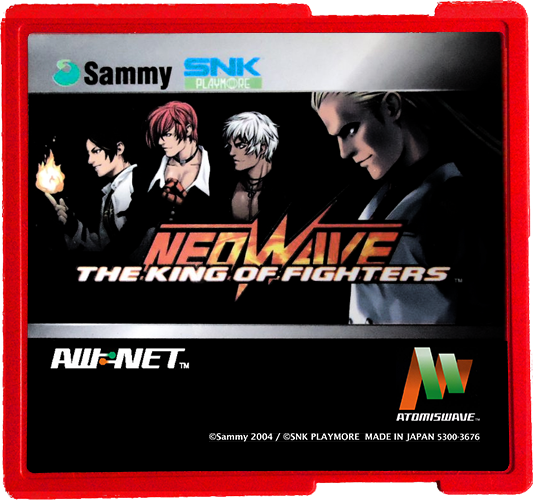 Sammy
SNK
PLAYMORE
NEOWAVE
THE KING OF FIGHTERS™
AW-NET™
ATOMISWAVE™
©Sammy 2004 / ©SNK PLAYMORE MADE IN JAPAN 5300-3676